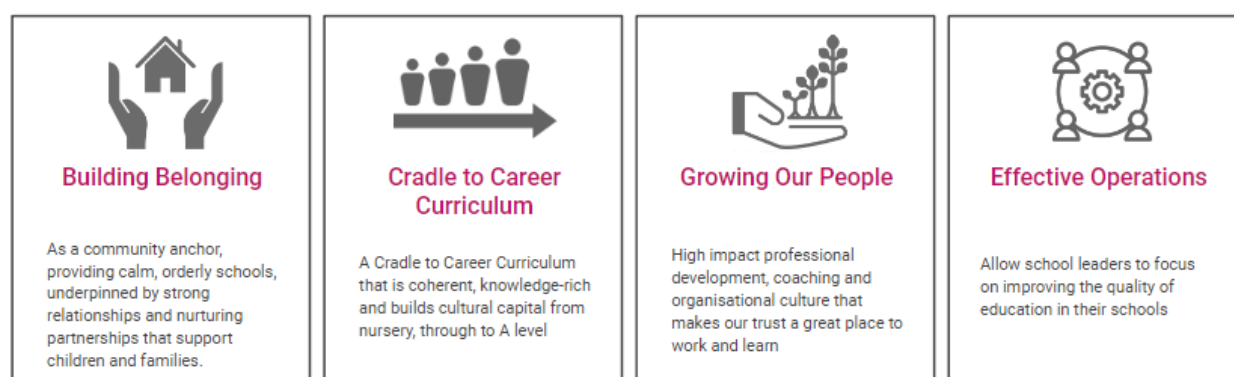 Building Belonging
As a community anchor,
providing calm, orderly schools,
underpinned by strong
relationships and nurturing
partnerships that support
children and families.
Cradle to Career
Curriculum
A Cradle to Career Curriculum
that is coherent, knowledge-rich
and builds cultural capital from
nursery, through to A level
Growing Our People
High impact professional
development, coaching and
organisational culture that
makes our trust a great place to
work and learn
Effective Operations
Allow school leaders to focus
on improving the quality of
education in their schools